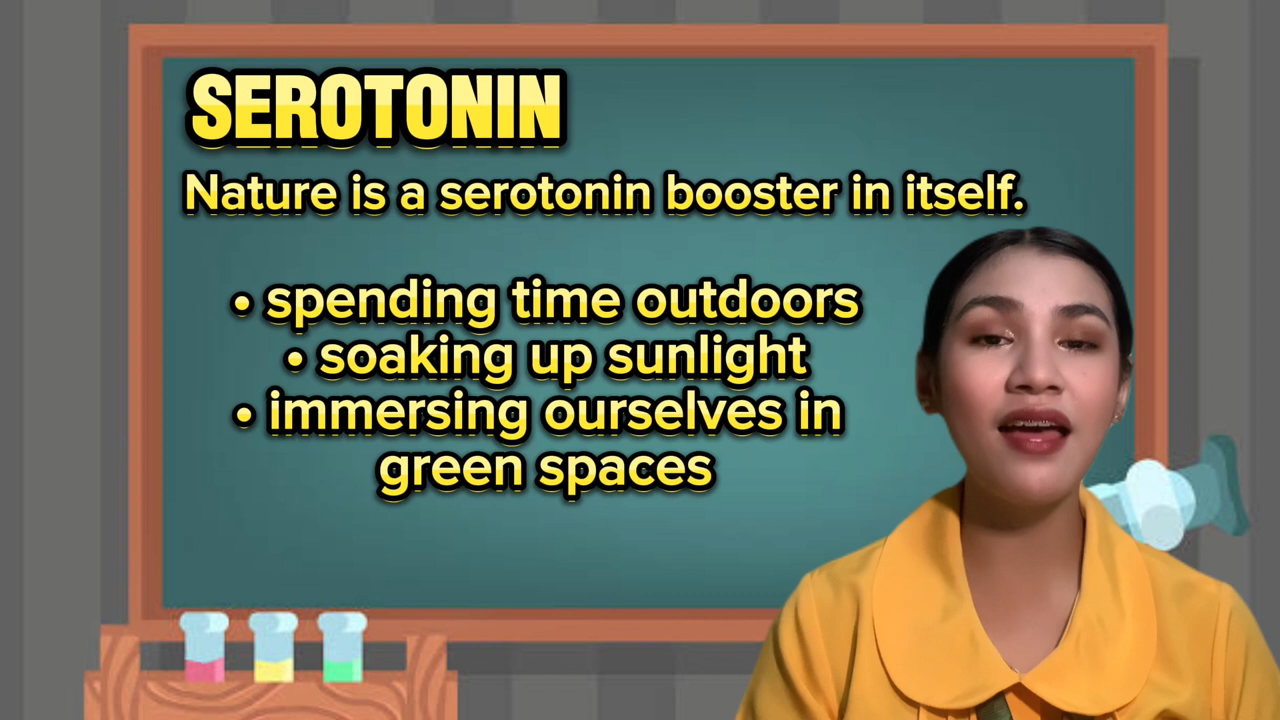 SEROTONIN
Nature is a serotonin booster in itself.
• spending time outdoors
• soaking up sunlight
• immersing ourselves in
green spaces